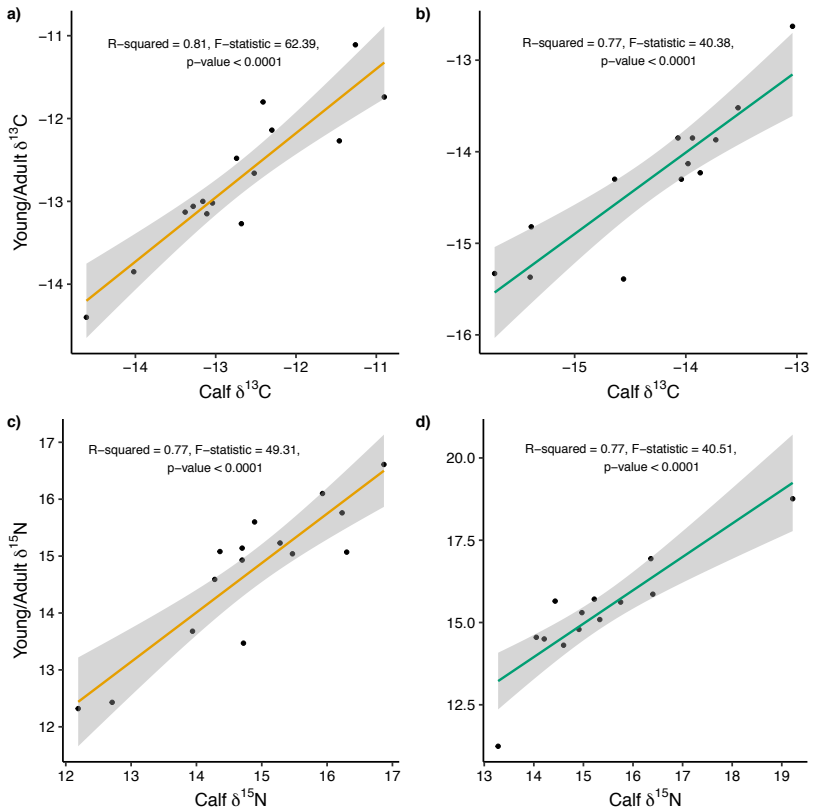 a)
R−squared = 0.81, F−statistic = 62.39,
p−value < 0.0001
−11
−12
−13
−14
Young/Adult δ13C
−14
−13
−12
−11
Calf δ13C
b)
R−squared = 0.77, F−statistic = 40.38,
p−value < 0.0001
−13
−14
−15
−16
−15
−14
−13
Calf δ13C
c)
R−squared = 0.77, F−statistic = 49.31,
p−value < 0.0001
17
16
15
14
13
12
Young/Adult δ15N
12
13
14
15
16
17
Calf δ15N
d)
R−squared = 0.77, F−statistic = 40.51,
p−value < 0.0001
20.0
17.5
15.0
12.5
13
14
15
16
17
18
19
Calf δ15N